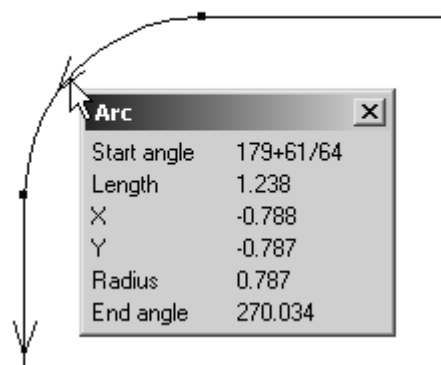 Arc
Start angle 179+61/64
Length 1.238
X -0.788
Y -0.787
Radius 0.787
End angle 270.034